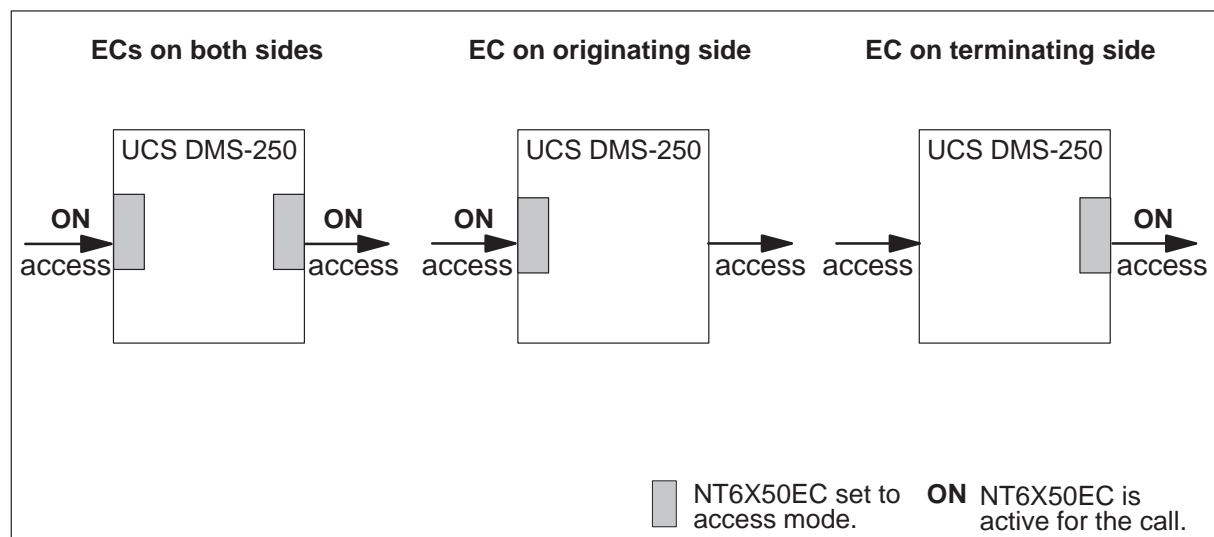 ECs on both sides
EC on originating side
EC on terminating side
UCS DMS-250
UCS DMS-250
UCS DMS-250
ON
access
ON
access
ON
access
access
access
ON
access
NT6X50EC set to
access mode.
ON NT6X50EC is
active for the call.